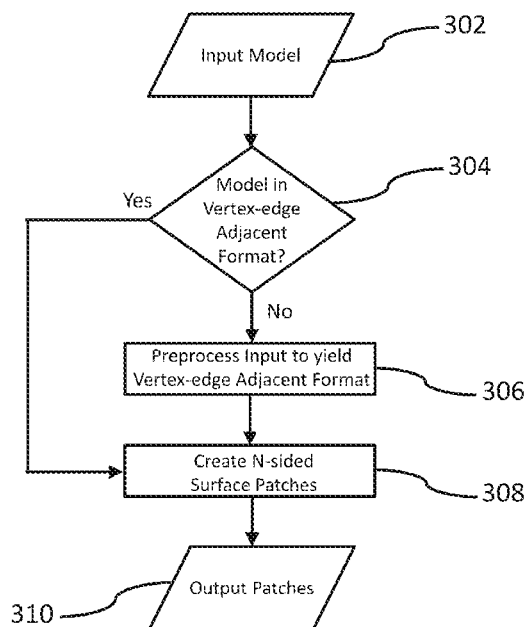 302
Input Model
304
Model in
Vertex-edge
Adjacent
Format?
Yes
No
Preprocess Input to yield
Vertex-edge Adjacent Format
306
Create N-sided
Surface Patches
308
Output Patches
310